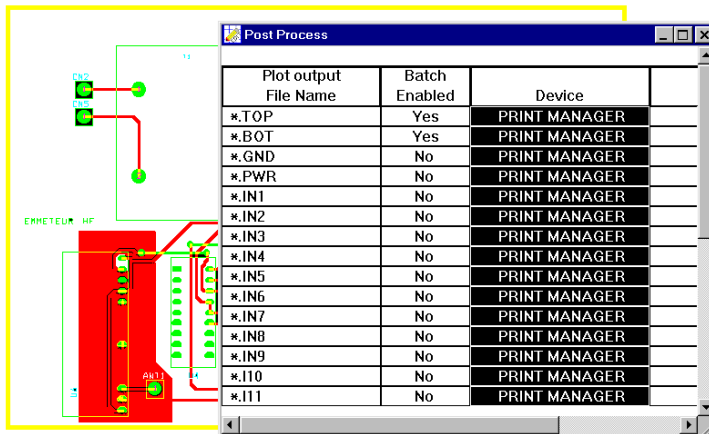 Post Process
Plot output File Name Batch Enabled Device
*.TOP Yes PRINT MANAGER
*.BOT Yes PRINT MANAGER
*.GND No PRINT MANAGER
*.PWR No PRINT MANAGER
*.IN1 No PRINT MANAGER
*.IN2 No PRINT MANAGER
*.IN3 No PRINT MANAGER
*.IN4 No PRINT MANAGER
*.IN5 No PRINT MANAGER
*.IN6 No PRINT MANAGER
*.IN7 No PRINT MANAGER
*.IN8 No PRINT MANAGER
*.IN9 No PRINT MANAGER
*.I10 No PRINT MANAGER
*.I11 No PRINT MANAGER
CN2
CN5
EMMETEUR HF
ANT1